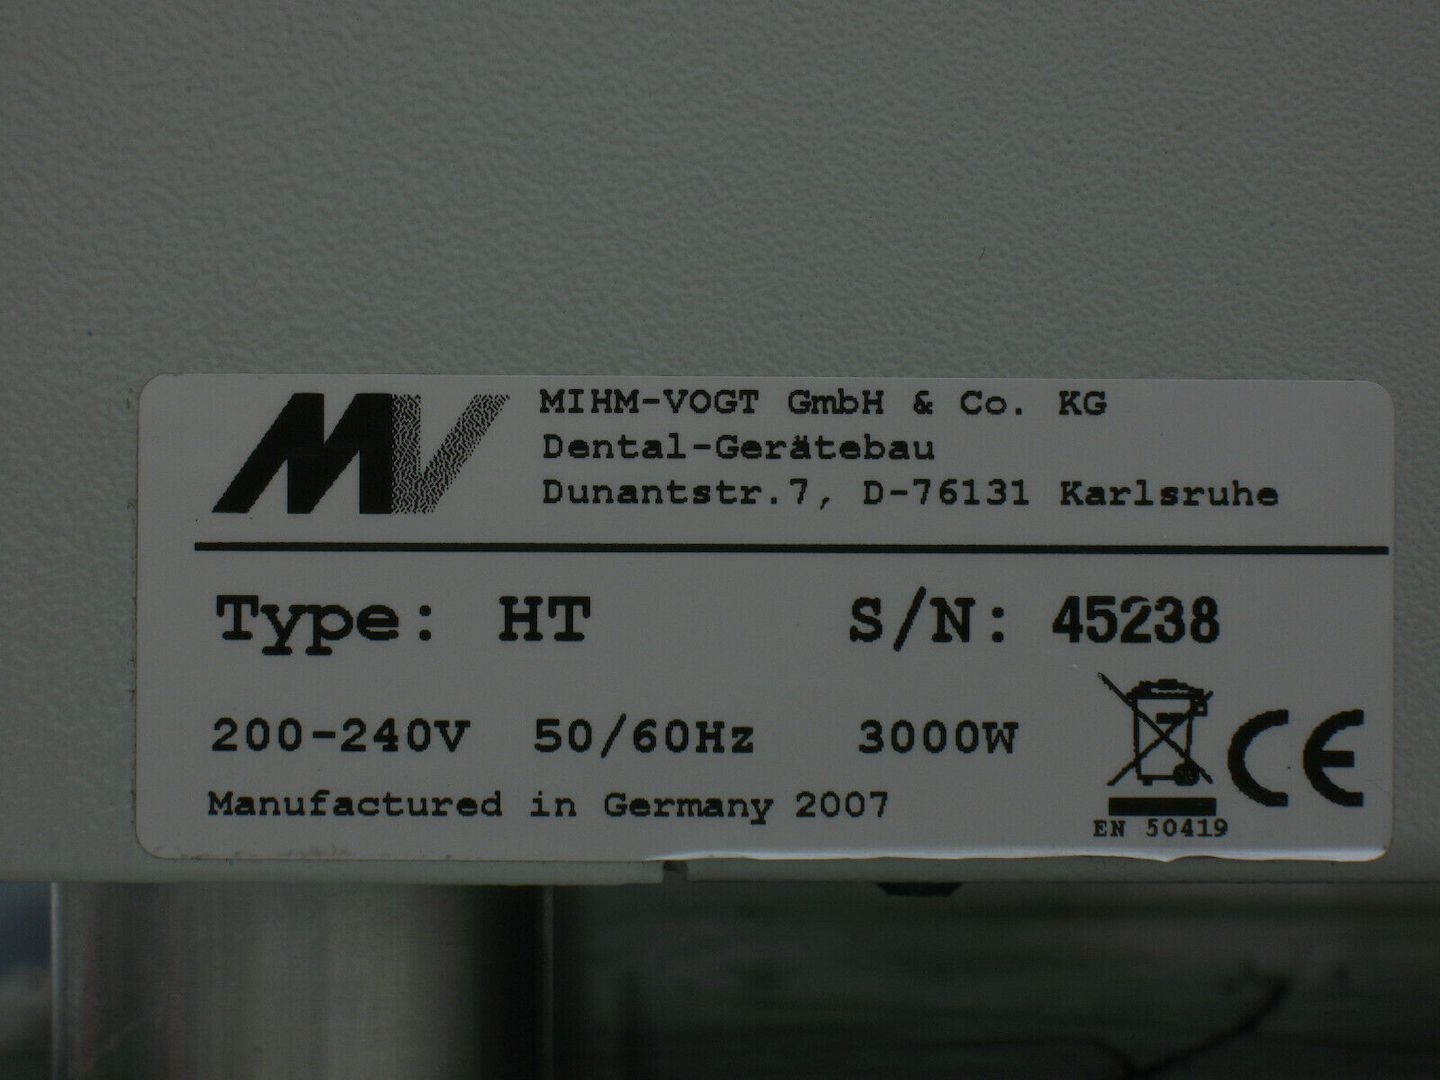 MV
MIHM-VOGT GmbH & Co. KG
Dental-Gerätebau
Dunantstr.7, D-76131 Karlsruhe
Type: HT S/N: 45238
200-240V 50/60Hz 3000W
CE
Manufactured in Germany 2007
EN 50419